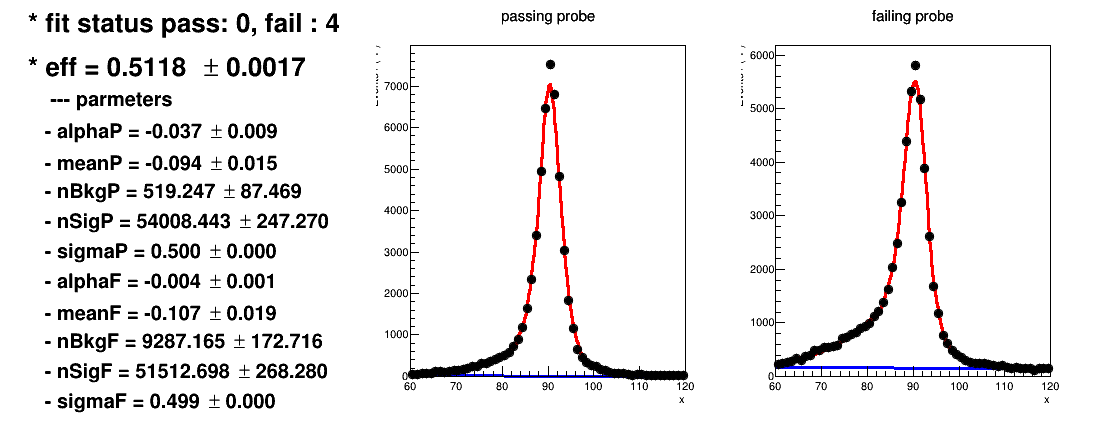 * fit status pass: 0, fail : 4
* eff = 0.5118 ± 0.0017
--- parmeters
- alphaP = -0.037 ± 0.009
- meanP = -0.094 ± 0.015
- nBkgP = 519.247 ± 87.469
- nSigP = 54008.443 ± 247.270
- sigmaP = 0.500 ± 0.000
- alphaF = -0.004 ± 0.001
- meanF = -0.107 ± 0.019
- nBkgF = 9287.165 ± 172.716
- nSigF = 51512.698 ± 268.280
- sigmaF = 0.499 ± 0.000
passing probe
7000
6000
5000
4000
3000
2000
1000
0
60 70 80 90 100 110 120
x
failing probe
6000
5000
4000
3000
2000
1000
0
60 70 80 90 100 110 120
x